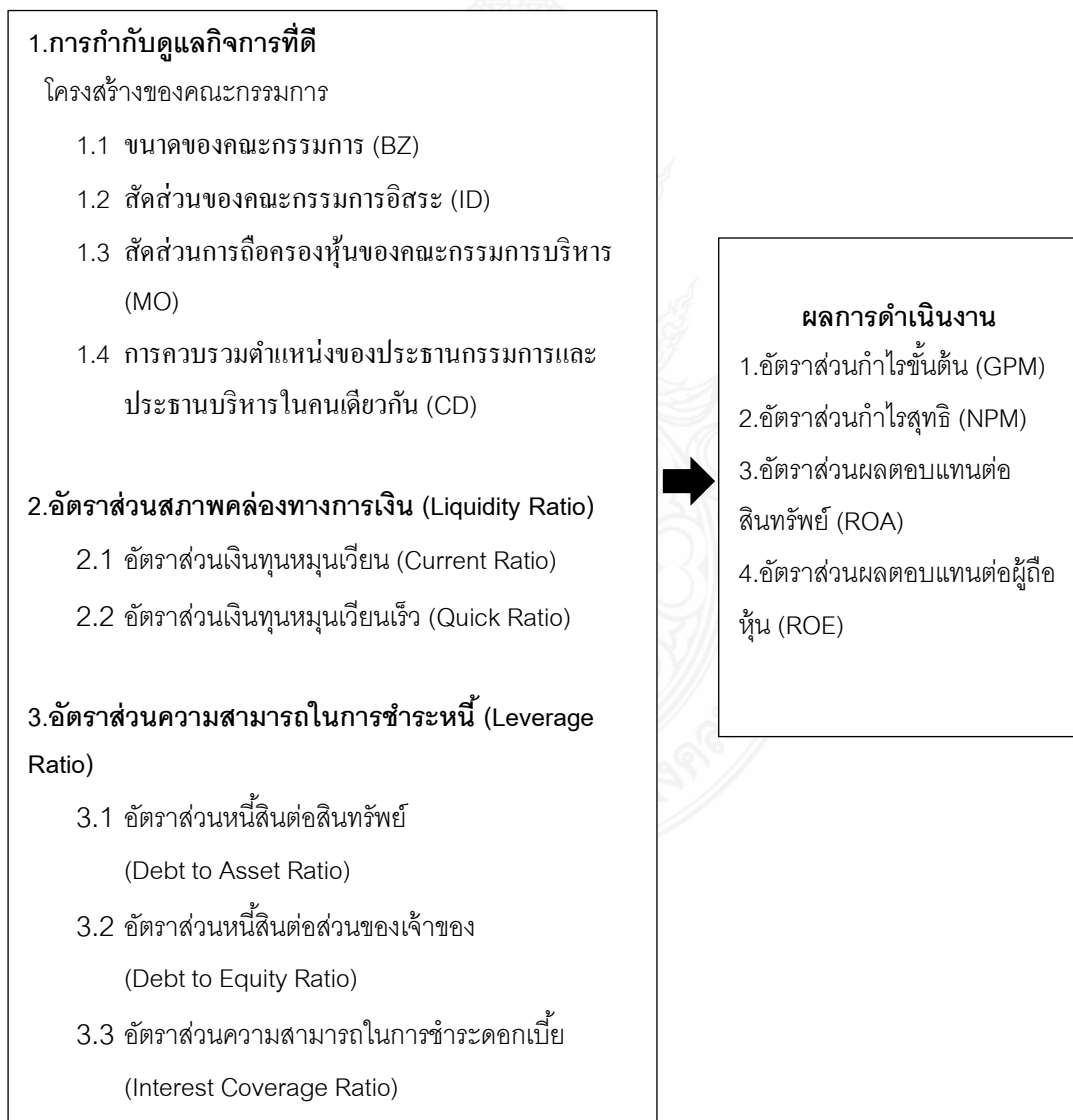 1.การกำกับดูแลกิจการที่ดี
โครงสร้างของคณะกรรมการ
1.1 ขนาดของคณะกรรมการ (BZ)
1.2 สัดส่วนของคณะกรรมการอิสระ (ID)
1.3 สัดส่วนการถือครองหุ้นของคณะกรรมการบริหาร
(MO)
1.4 การควบรวมตำแหน่งของประธานกรรมการและ
ประธานบริหารในคนเดียวกัน (CD)
2.อัตราส่วนสภาพคล่องทางการเงิน (Liquidity Ratio)
2.1 อัตราส่วนเงินทุนหมุนเวียน (Current Ratio)
2.2 อัตราส่วนเงินทุนหมุนเวียนเร็ว (Quick Ratio)
3.อัตราส่วนความสามารถในการชำระหนี้ (Leverage
Ratio)
3.1 อัตราส่วนหนี้สินต่อสินทรัพย์
(Debt to Asset Ratio)
3.2 อัตราส่วนหนี้สินต่อส่วนของเจ้าของ
(Debt to Equity Ratio)
3.3 อัตราส่วนความสามารถในการชำระดอกเบี้ย
(Interest Coverage Ratio)
ผลการดำเนินงาน
1.อัตราส่วนกำไรขั้นต้น (GPM)
2.อัตราส่วนกำไรสุทธิ (NPM)
3.อัตราส่วนผลตอบแทนต่อ
สินทรัพย์ (ROA)
4.อัตราส่วนผลตอบแทนต่อผู้ถือ
หุ้น (ROE)